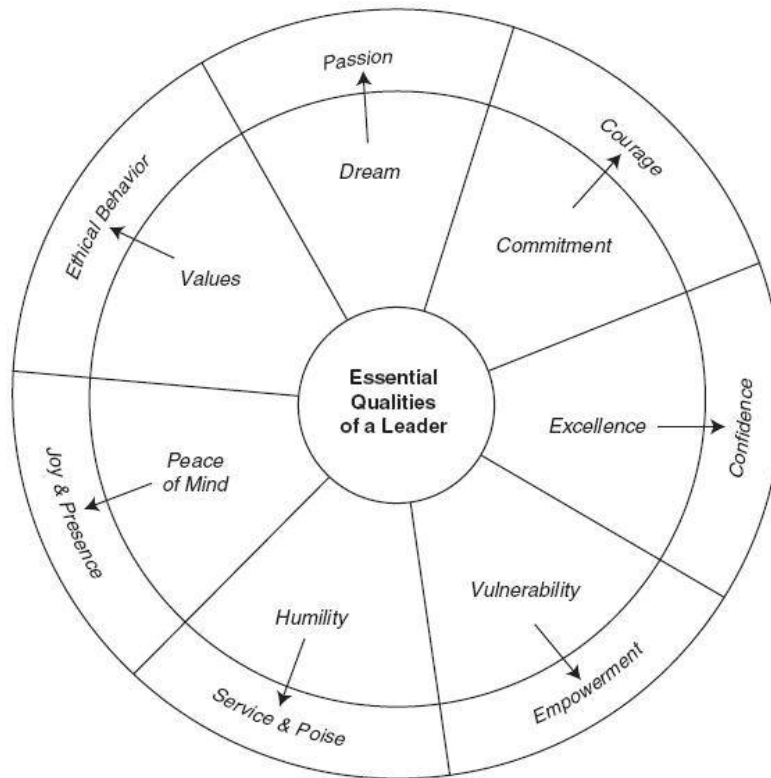 Passion
Dream
Courage
Commitment
Ethical Behavior
Values
Essential
Qualities
of a Leader
Excellence
Confidence
Peace
of Mind
Joy & Presence
Vulnerability
Empowerment
Humility
Service & Poise